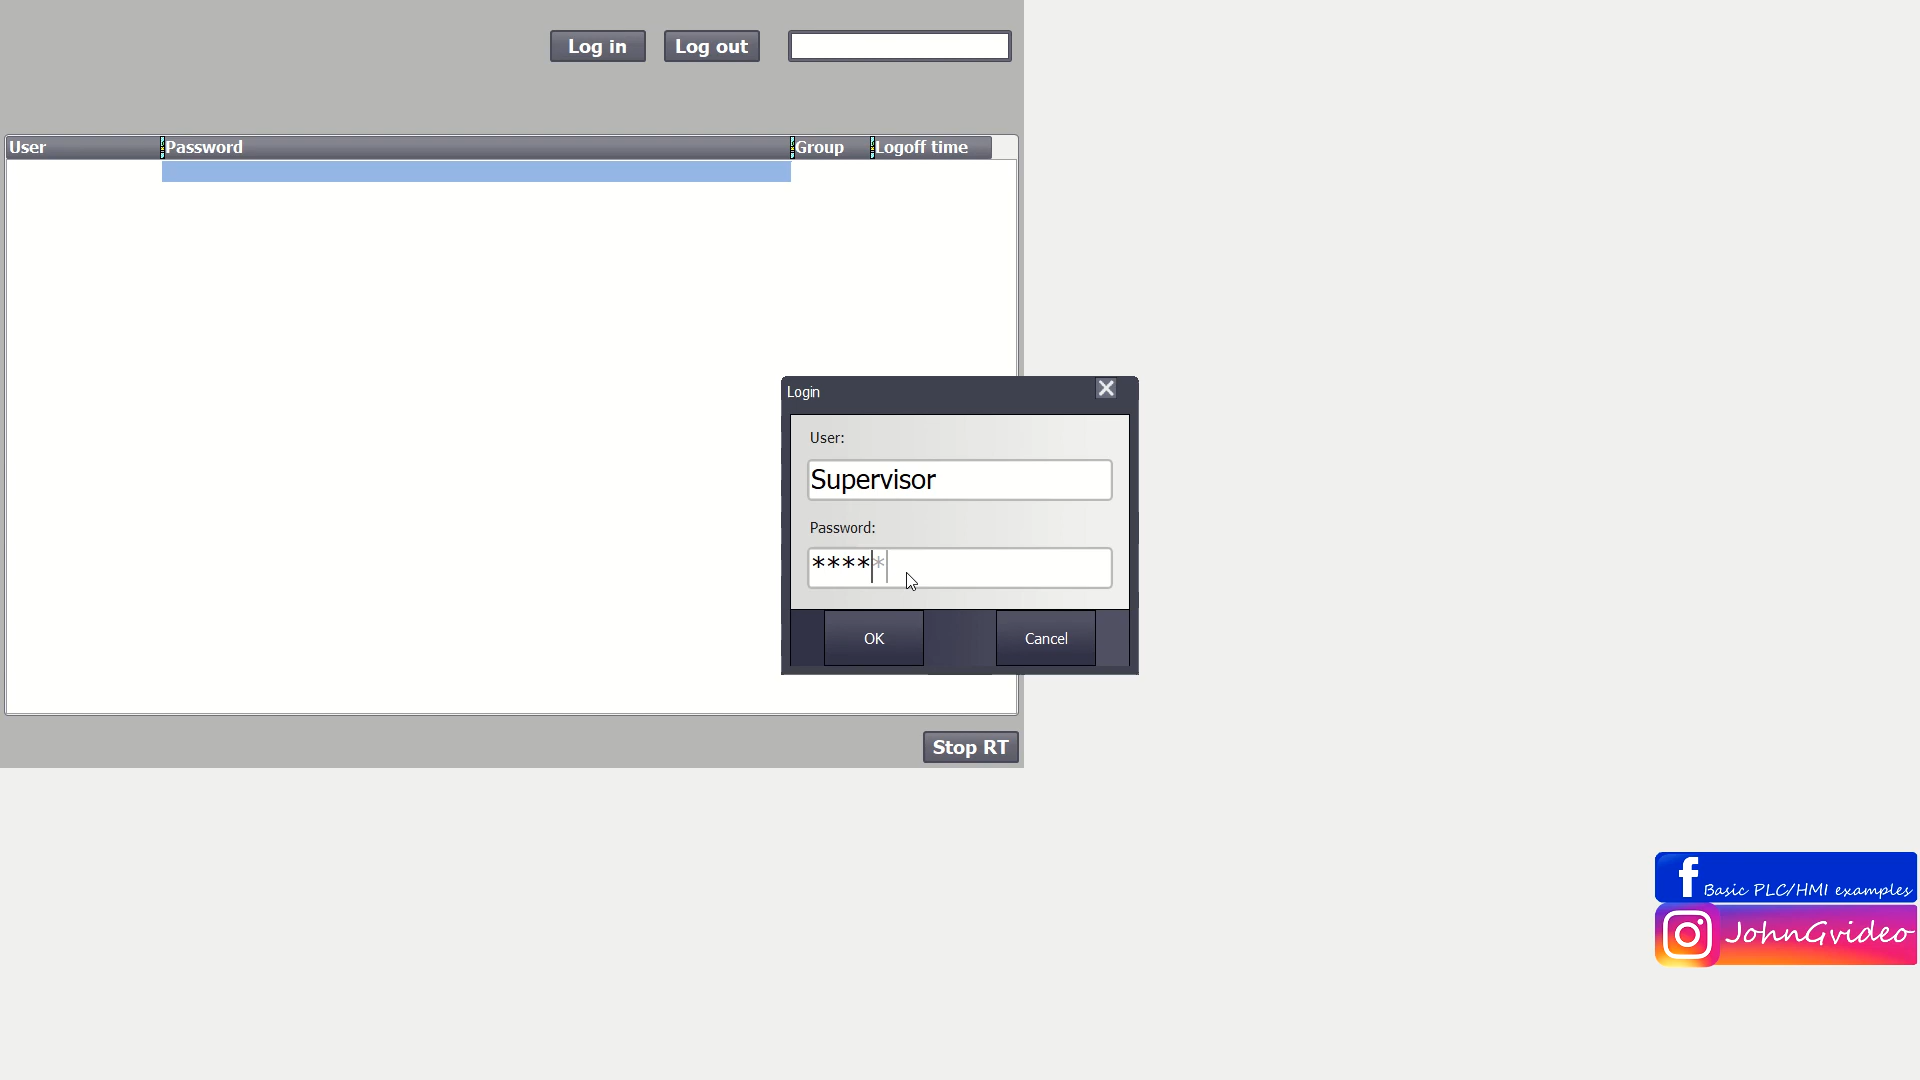 Log in
Log out
User
Password
Group
Logoff time
Login
User:
Supervisor
Password:
*****
OK
Cancel
Stop RT
f Basic PLC/HMI examples
JohnGvideo